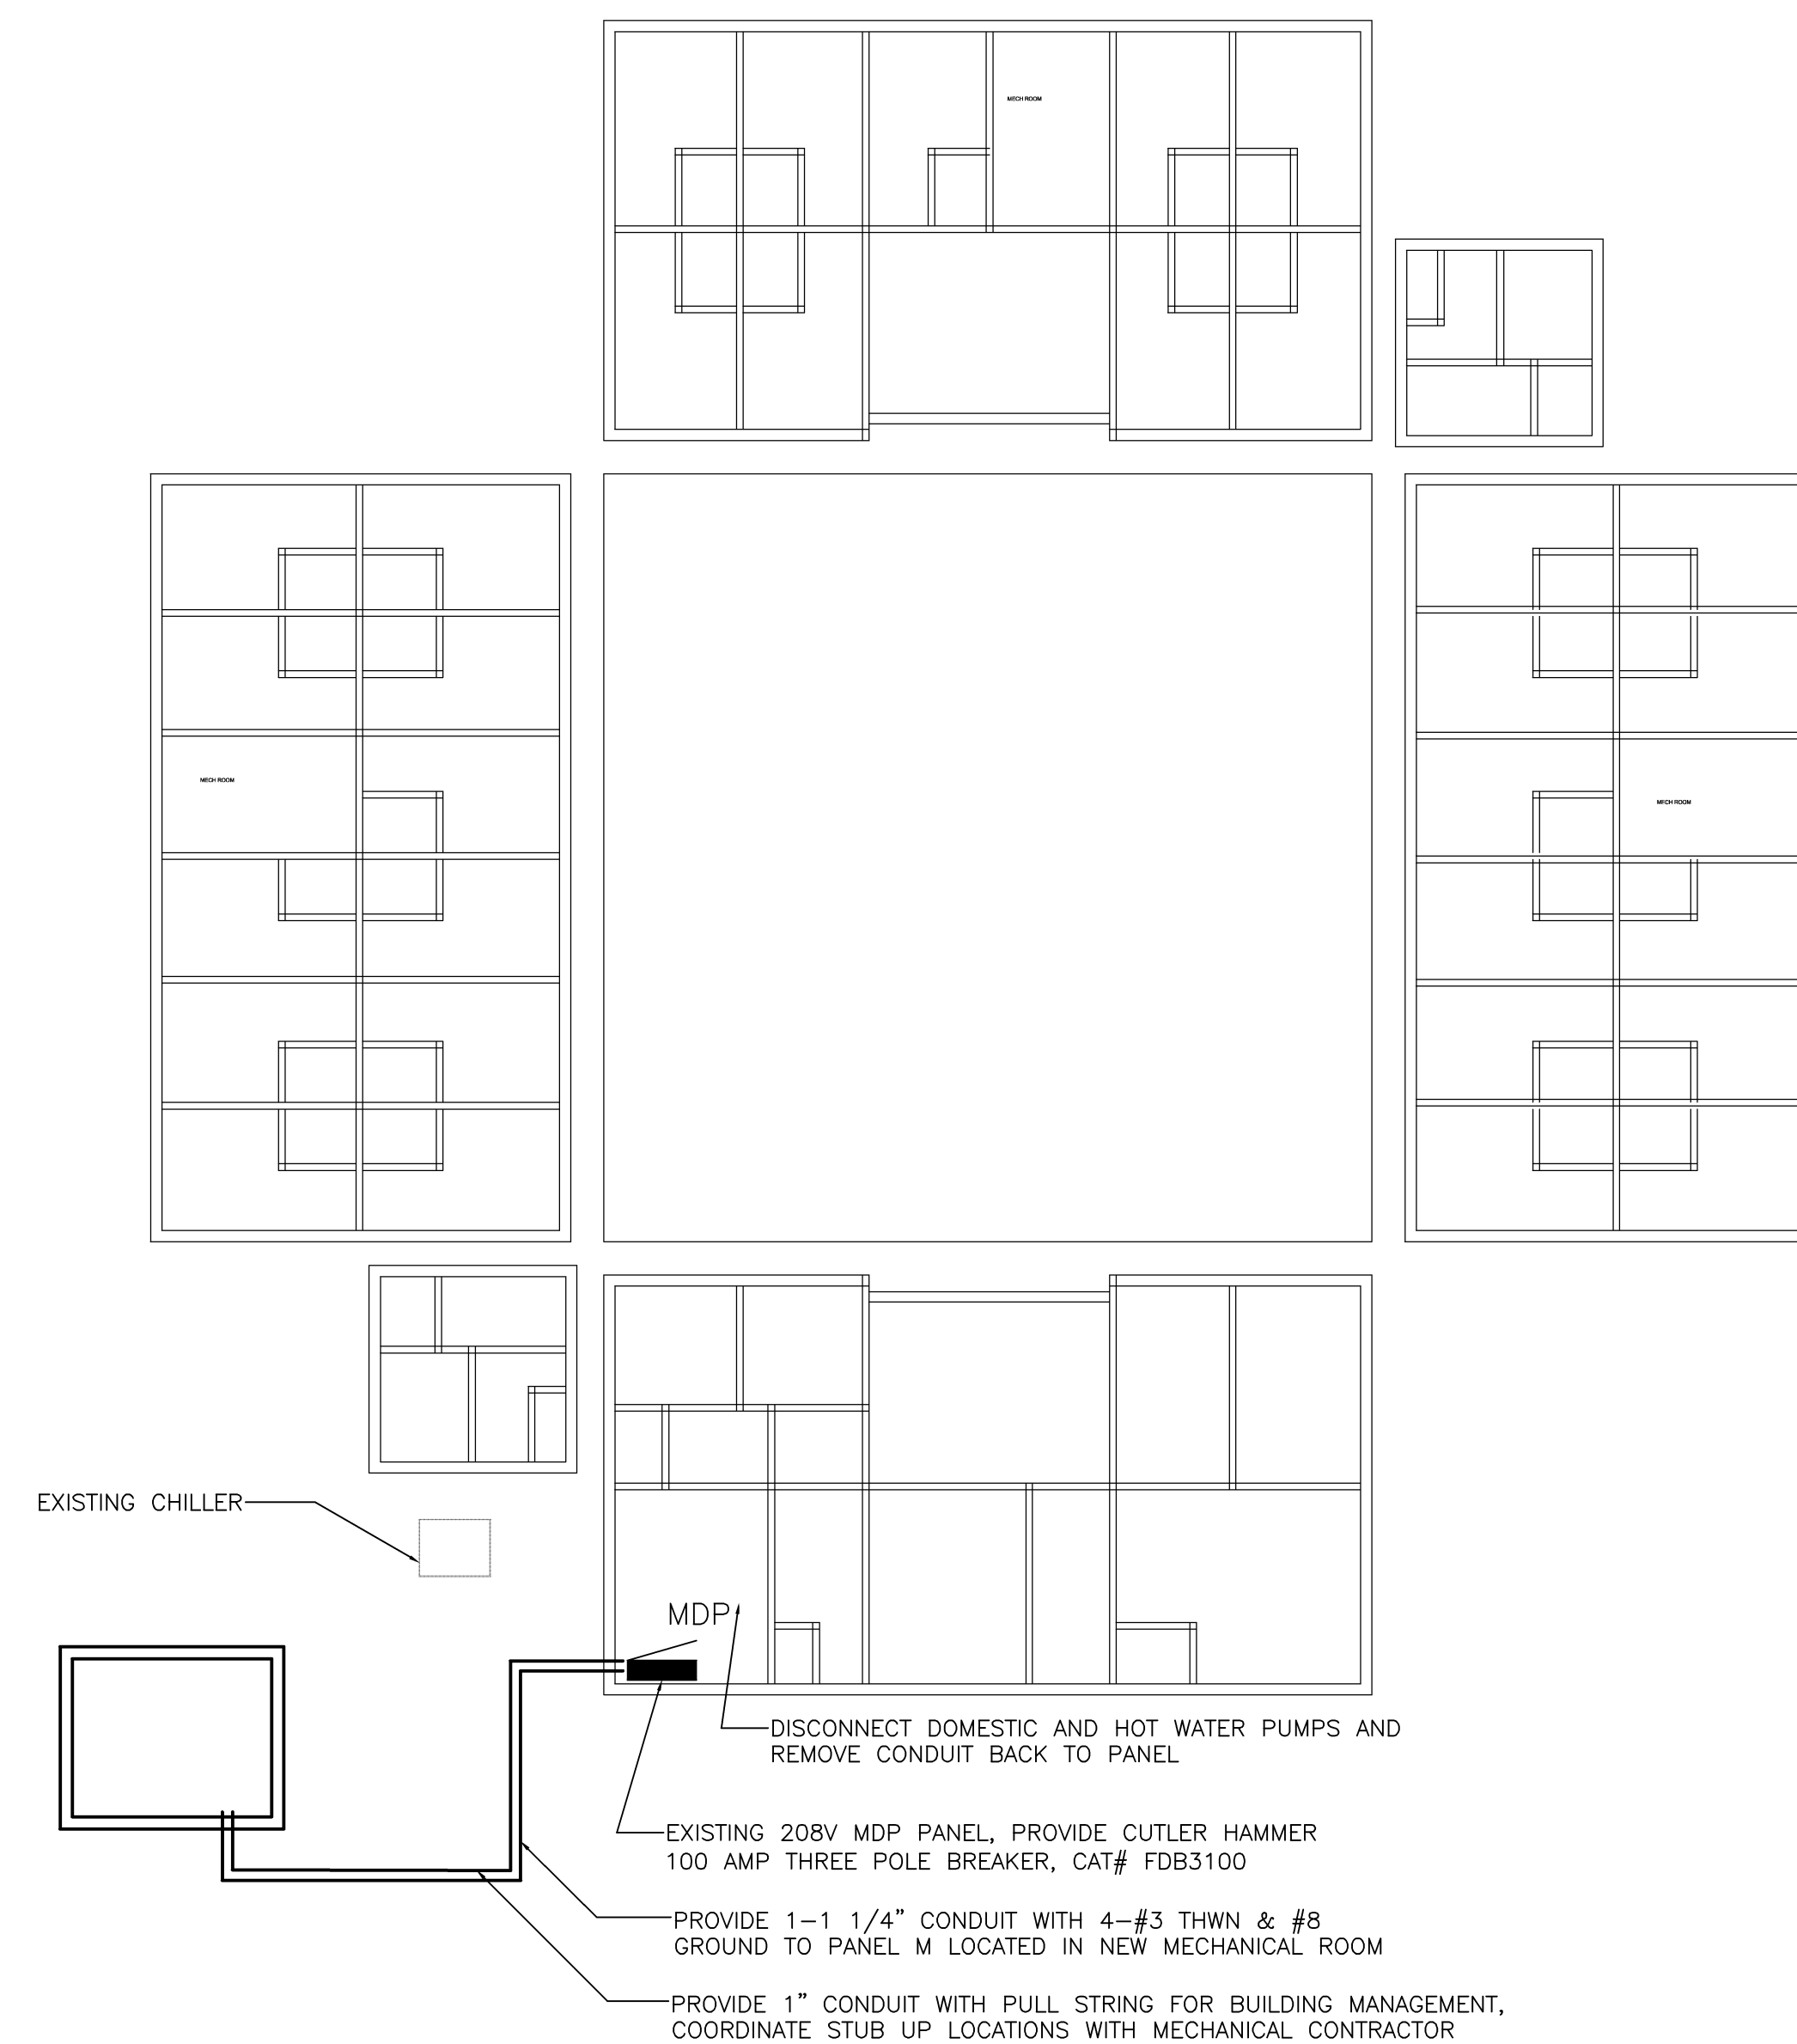 MECH ROOM
MECH ROOM
MECH ROOM
EXISTING CHILLER
MDP
DISCONNECT DOMESTIC AND HOT WATER PUMPS AND
REMOVE CONDUIT BACK TO PANEL
EXISTING 208V MDP PANEL, PROVIDE CUTLER HAMMER
100 AMP THREE POLE BREAKER, CAT# FDB3100
PROVIDE 1-1 1/4" CONDUIT WITH 4-#3 THWN & #8
GROUND TO PANEL M LOCATED IN NEW MECHANICAL ROOM
PROVIDE 1" CONDUIT WITH PULL STRING FOR BUILDING MANAGEMENT,
COORDINATE STUB UP LOCATIONS WITH MECHANICAL CONTRACTOR